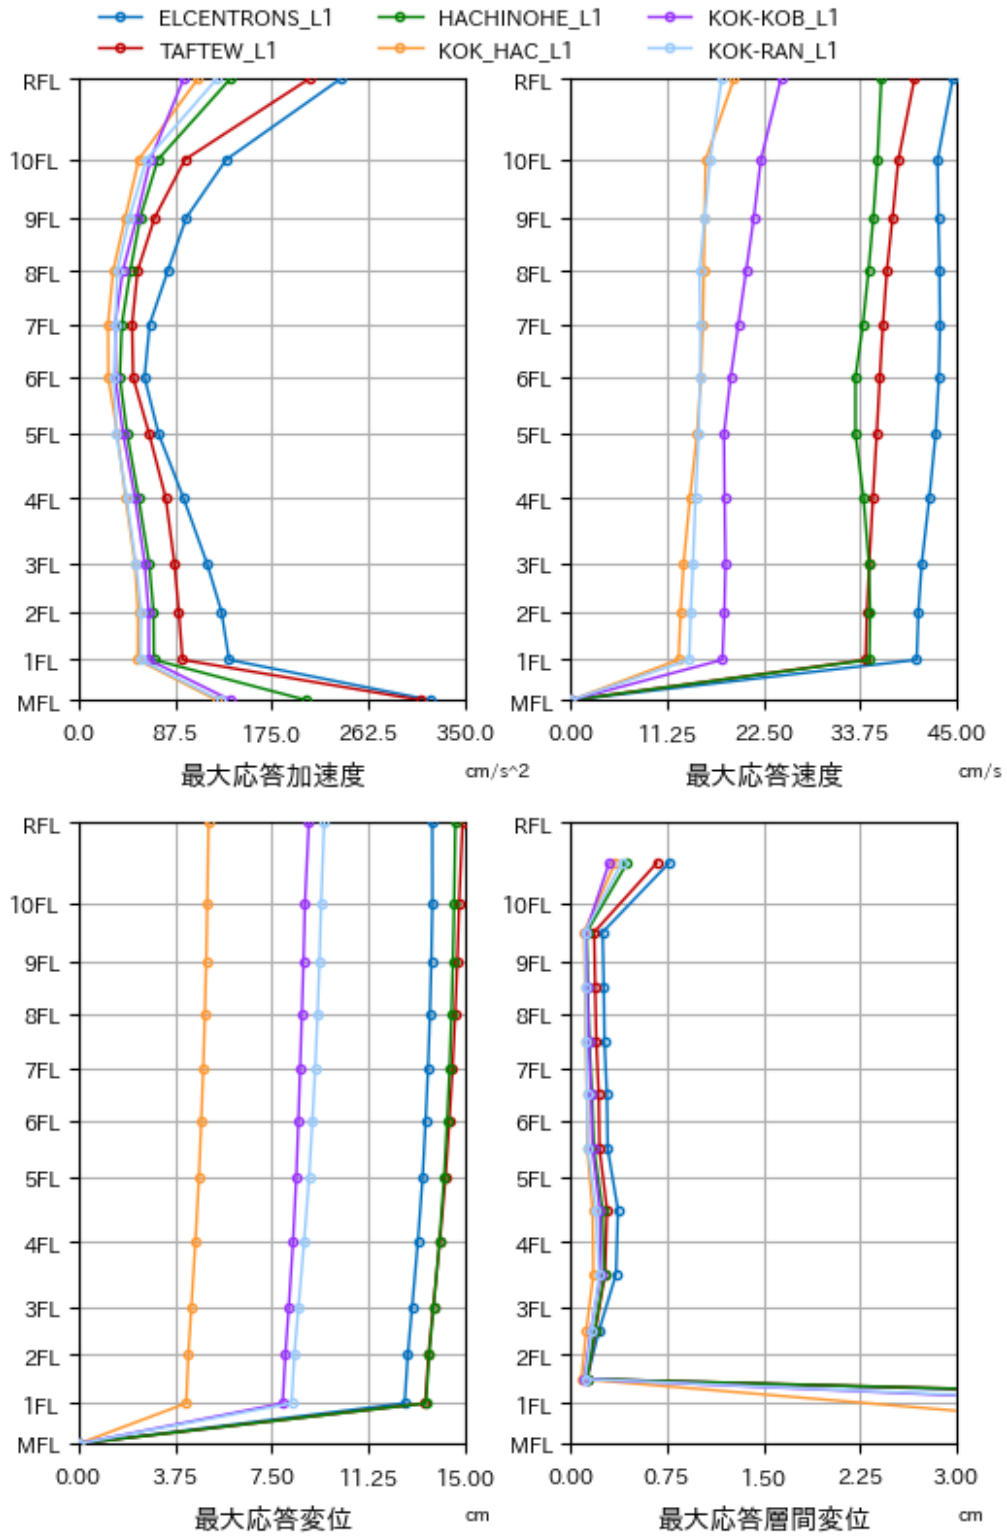 ELCENTRONS_L1 HACHINOHE_L1 KOK-KOB_L1
TAFTEW_L1 KOK_HAC_L1 KOK-RAN_L1
RFL
10FL
9FL
8FL
7FL
6FL
5FL
4FL
3FL
2FL
1FL
MFL
0.0 87.5 175.0 262.5 350.0
最大応答加速度 cm/s^2
RFL
10FL
9FL
8FL
7FL
6FL
5FL
4FL
3FL
2FL
1FL
MFL
0.00 11.25 22.50 33.75 45.00
最大応答速度 cm/s
RFL
10FL
9FL
8FL
7FL
6FL
5FL
4FL
3FL
2FL
1FL
MFL
0.00 3.75 7.50 11.25 15.00
最大応答変位 cm
RFL
10FL
9FL
8FL
7FL
6FL
5FL
4FL
3FL
2FL
1FL
MFL
0.00 0.75 1.50 2.25 3.00
最大応答層間変位 cm